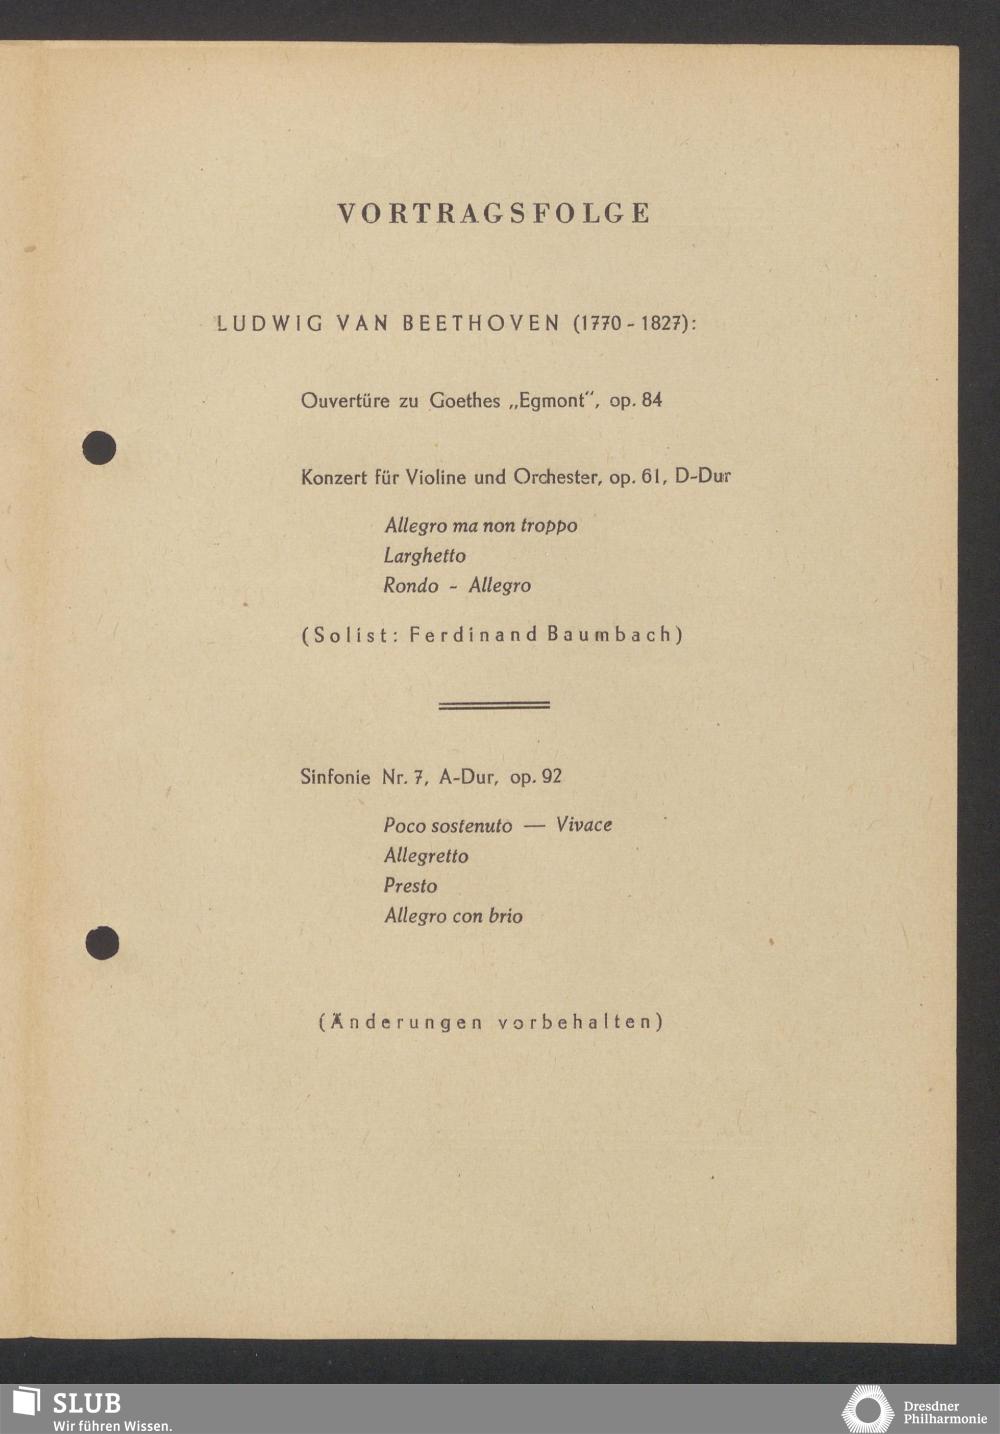 VORTRAGSFOLGE
LUDWIG VAN BEETHOVEN (1770 - 1827):
Ouvertüre zu Goethes „Egmont“, op. 84
Konzert für Violine und Orchester, op. 61, D-Dur
Allegro ma non troppo
Larghetto
Rondo - Allegro
(Solist: Ferdinand Baumbach)
Sinfonie Nr. 7, A-Dur, op. 92
Poco sostenuto — Vivace
Allegretto
Presto
Allegro con brio
(Änderungen vorbehalten)
SLUB
Wir führen Wissen.
Dresdner
Philharmonie